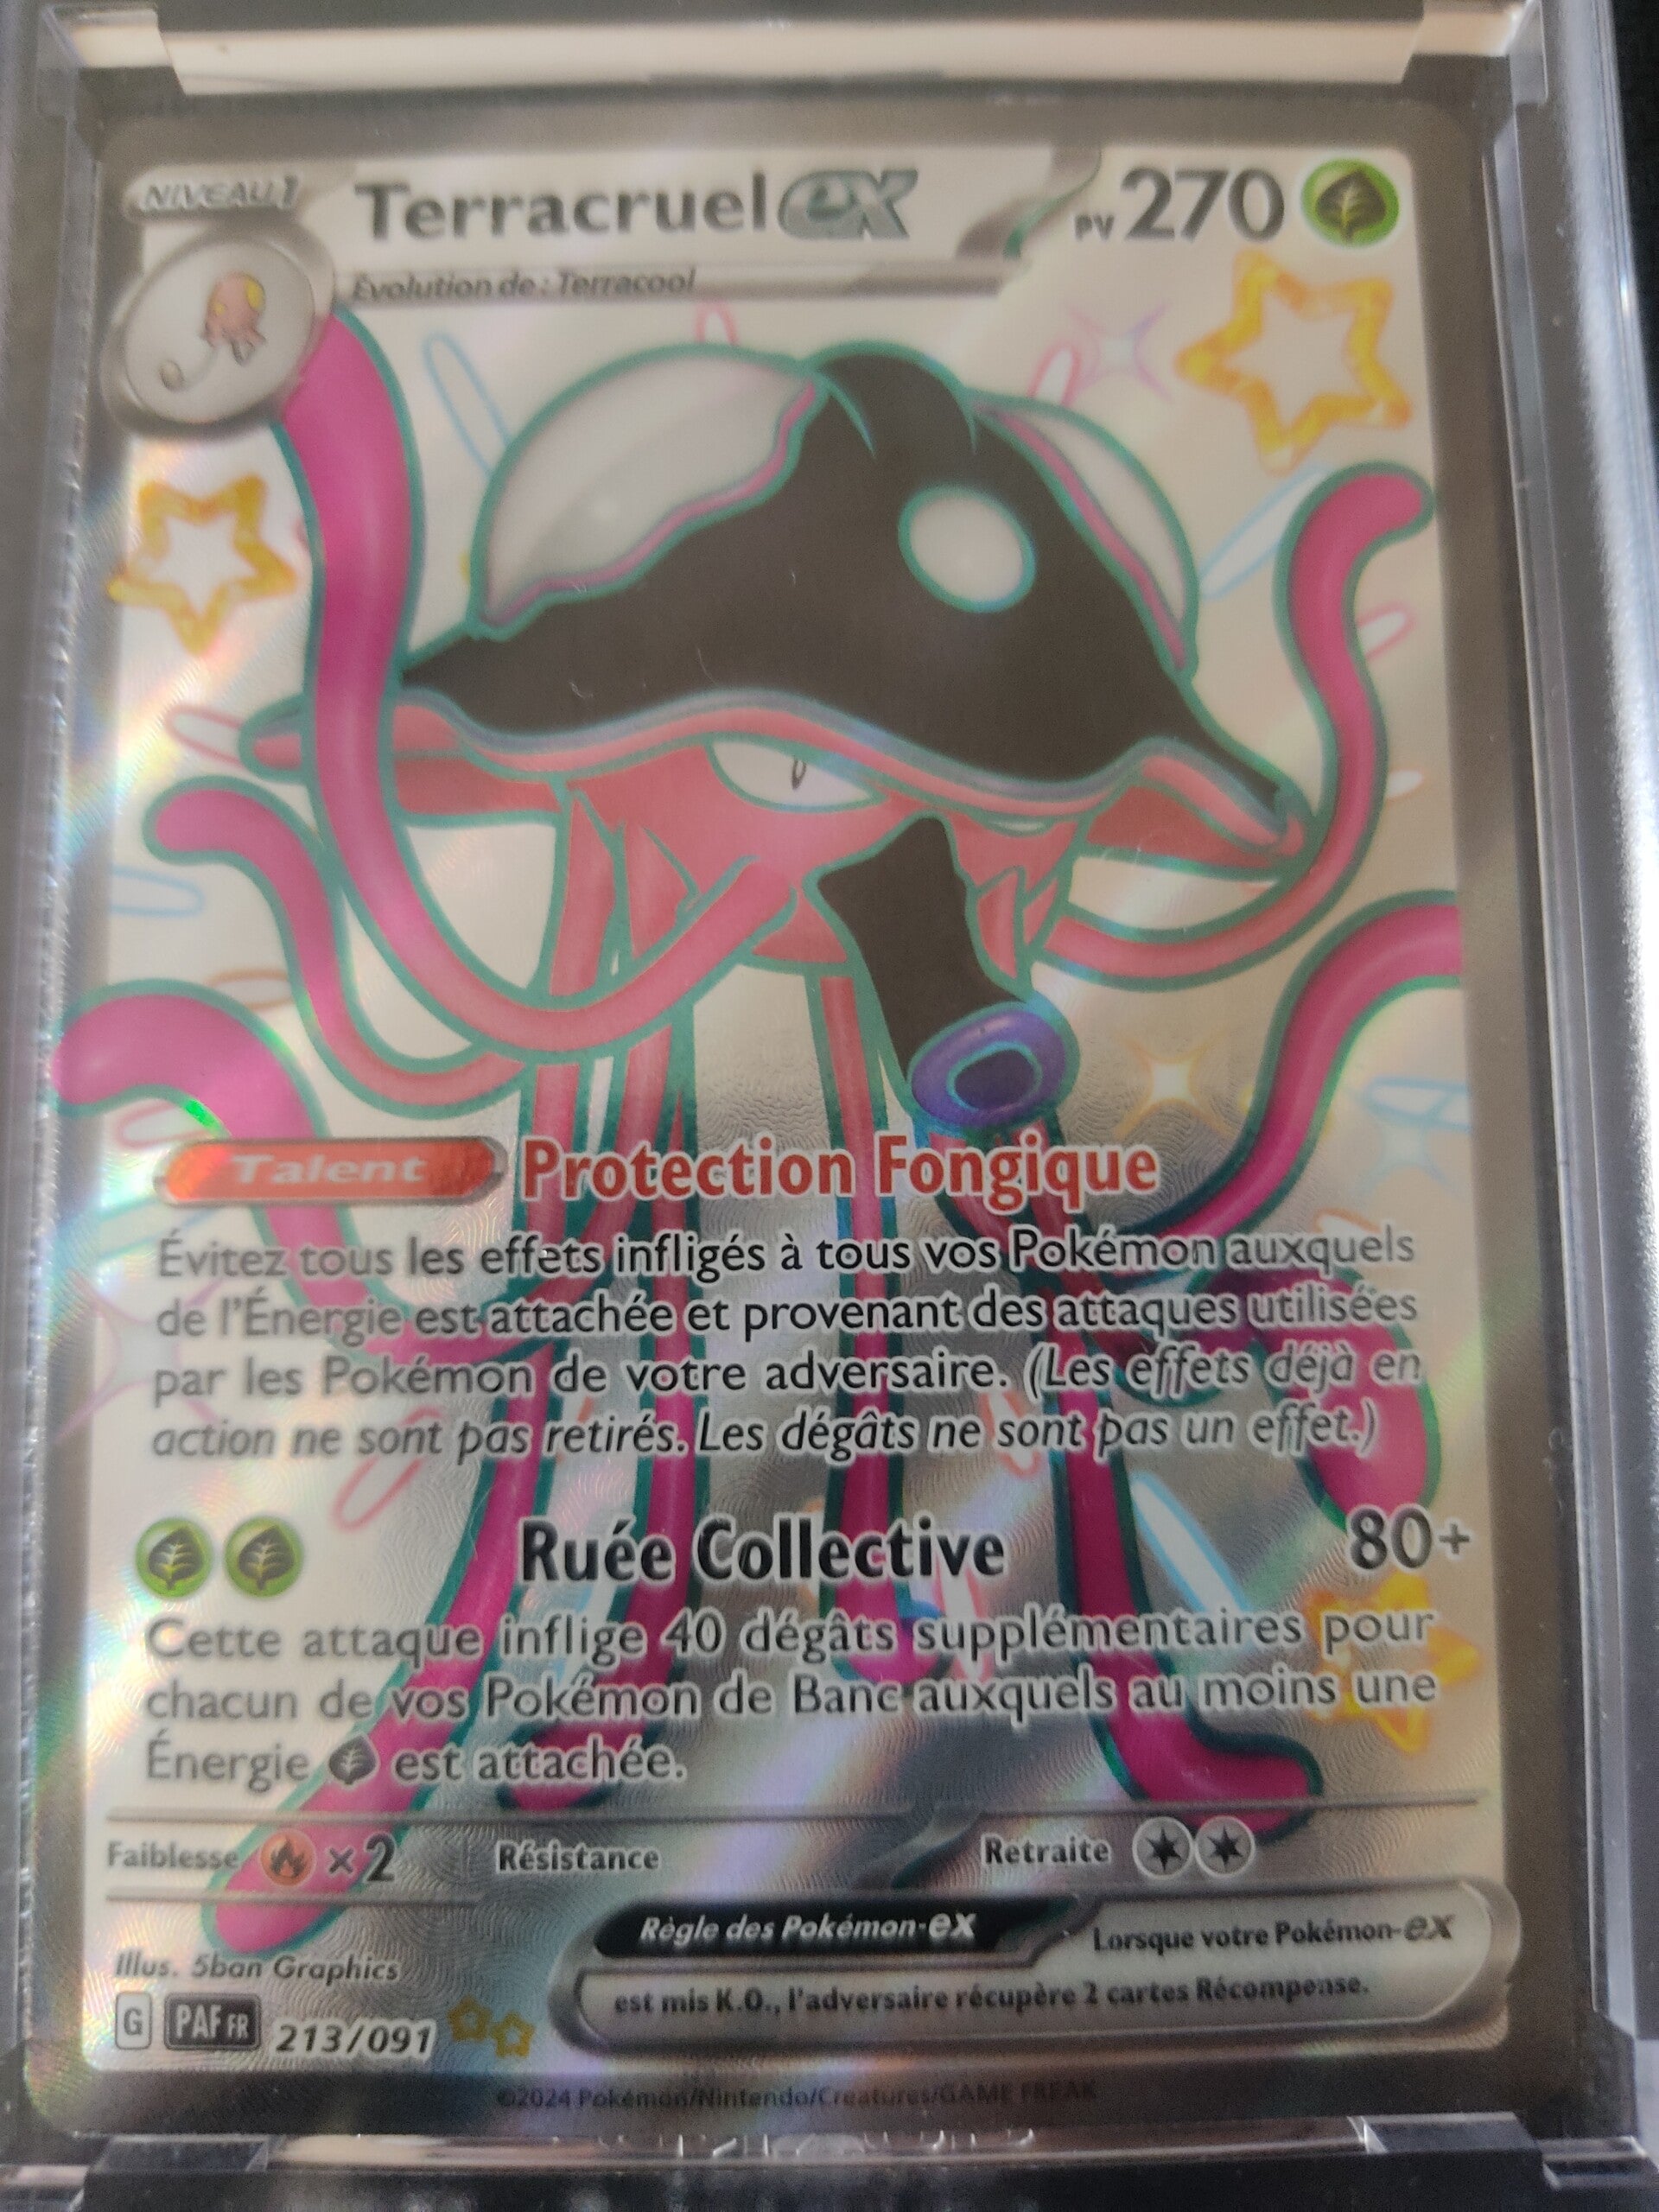 NIVEAU 1
Terracruel ex
PV 270
Évolution de : Terracool
Talent Protection Fongique
Évitez tous les effets infligés à tous vos Pokémon auxquels
de l'Énergie est attachée et provenant des attaques utilisées
par les Pokémon de votre adversaire. (Les effets déjà en
action ne sont pas retirés. Les dégâts ne sont pas un effet.)
Ruée Collective 80+
Cette attaque inflige 40 dégâts supplémentaires pour
chacun de vos Pokémon de Banc auxquels au moins une
Énergie est attachée.
Faiblesse ×2 Résistance Retraite
Règle des Pokémon-ex Lorsque votre Pokémon-ex
est mis K.O., l'adversaire récupère 2 cartes Récompense.
Illus. 5ban Graphics
G PAF FR 213/091
©2024 Pokémon/Nintendo/Creatures/GAME FREAK